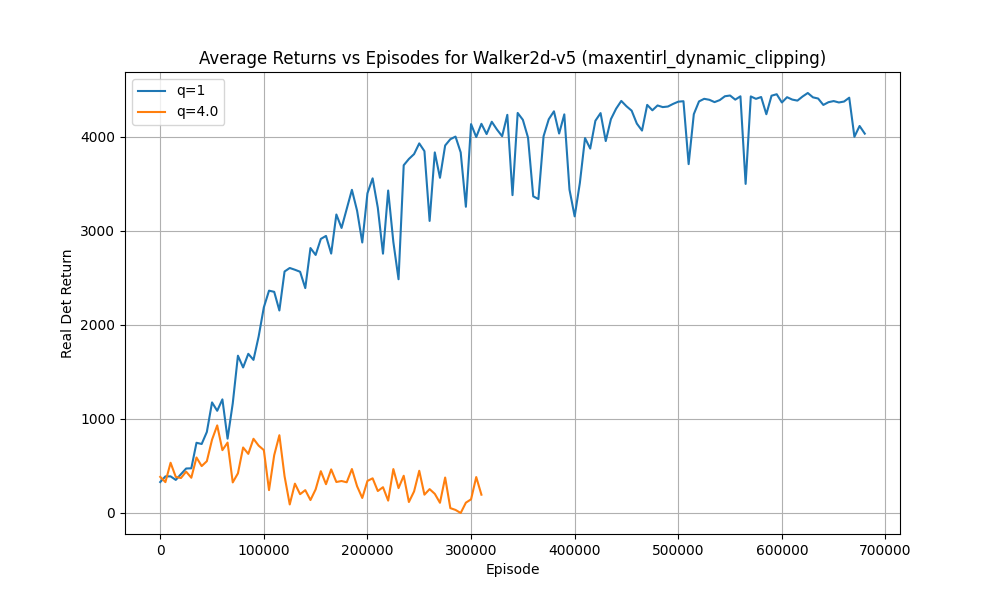 Average Returns vs Episodes for Walker2d-v5 (maxentirl_dynamic_clipping)
q=1
q=4.0
Real Det Return
4000
3000
2000
1000
0
0 100000 200000 300000 400000 500000 600000 700000
Episode